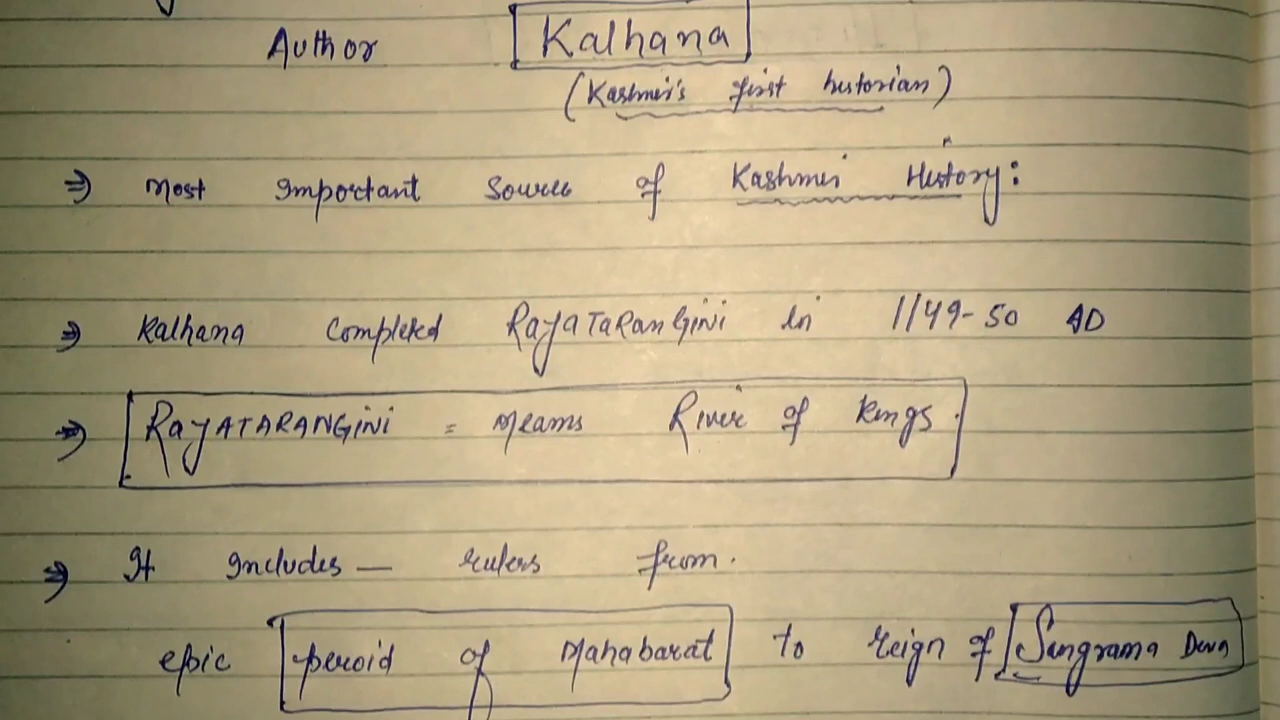 Author Kalhana
(Kashmir's first historian)
⇒ Most Important Source of Kashmir History:
⇒ Kalhana Completed RAJATARANGiNi in 1149-50 AD
⇒ RAJATARANGiNi = Means River of Kings.
⇒ It Includes — rulers from.
epic peroid of Mahabarat to reign of Sangrama Deva